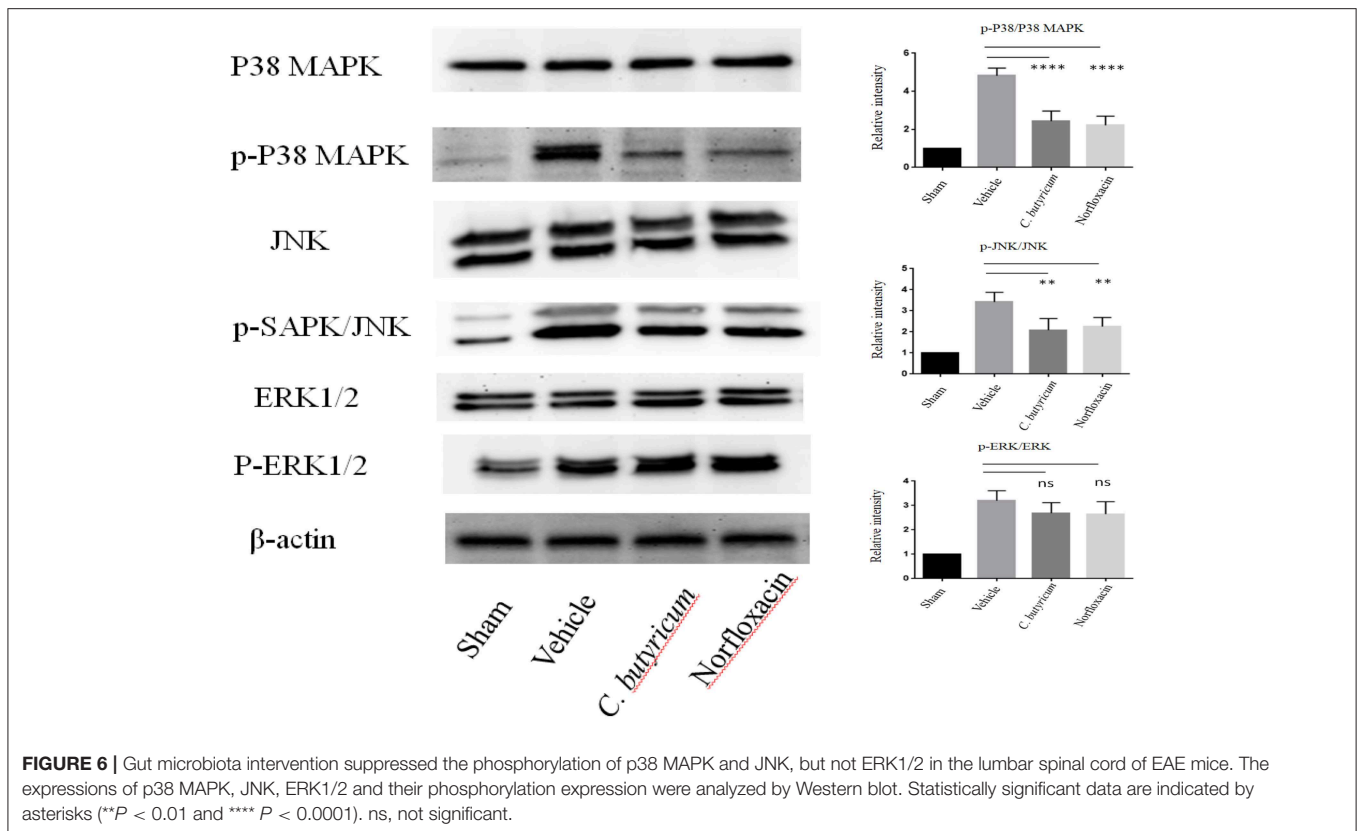 P38 MAPK
p-P38 MAPK
JNK
p-SAPK/JNK
ERK1/2
P-ERK1/2
β-actin
Sham
Vehicle
C. butyricum
Norfloxacin
p-P38/P38 MAPK
Relative intensity
6
4
2
0
**** ****
Sham
Vehicle
C. butyricum
Norfloxacin
p-JNK/JNK
Relative intensity
5
4
3
2
1
0
** **
Sham
Vehicle
C. butyricum
Norfloxacin
p-ERK/ERK
Relative intensity
4
3
2
1
0
ns ns
Sham
Vehicle
C. butyricum
Norfloxacin
FIGURE 6 | Gut microbiota intervention suppressed the phosphorylation of p38 MAPK and JNK, but not ERK1/2 in the lumbar spinal cord of EAE mice. The
expressions of p38 MAPK, JNK, ERK1/2 and their phosphorylation expression were analyzed by Western blot. Statistically significant data are indicated by
asterisks (**P < 0.01 and **** P < 0.0001). ns, not significant.